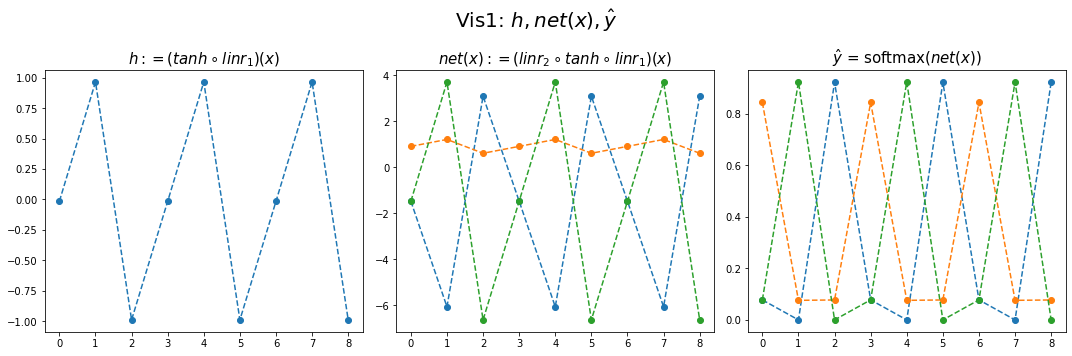 Vis1: h, net(x), ŷ
h := (tanh ∘ linr₁)(x)
1.00
0.75
0.50
0.25
0.00
−0.25
−0.50
−0.75
−1.00
0 1 2 3 4 5 6 7 8
net(x) := (linr₂ ∘ tanh ∘ linr₁)(x)
4
2
0
−2
−4
−6
0 1 2 3 4 5 6 7 8
ŷ = softmax(net(x))
0.8
0.6
0.4
0.2
0.0
0 1 2 3 4 5 6 7 8